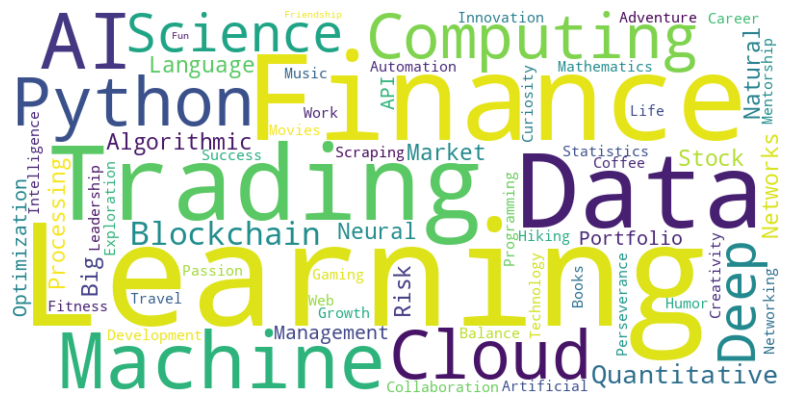 Friendship
Fun
AI
Science
Computing
Innovation
Adventure
Career
Language
Music
Automation
Mathematics
Natural
Mentorship
Python
Finance
API
Curiosity
Work
Life
Movies
Intelligence
Algorithmic
Trading
Success
Scraping
Market
Statistics
Coffee
Stock
Networks
Data
Optimization
Processing
Leadership
Exploration
Big
Blockchain
Neural
Programming
Hiking
Portfolio
Learning
Passion
Gaming
Risk
Technology
Books
Perseverance
Humor
Creativity
Deep
Networking
Fitness
Travel
Web
Growth
Development
Management
Balance
Machine
Cloud
Quantitative
Collaboration
Artificial